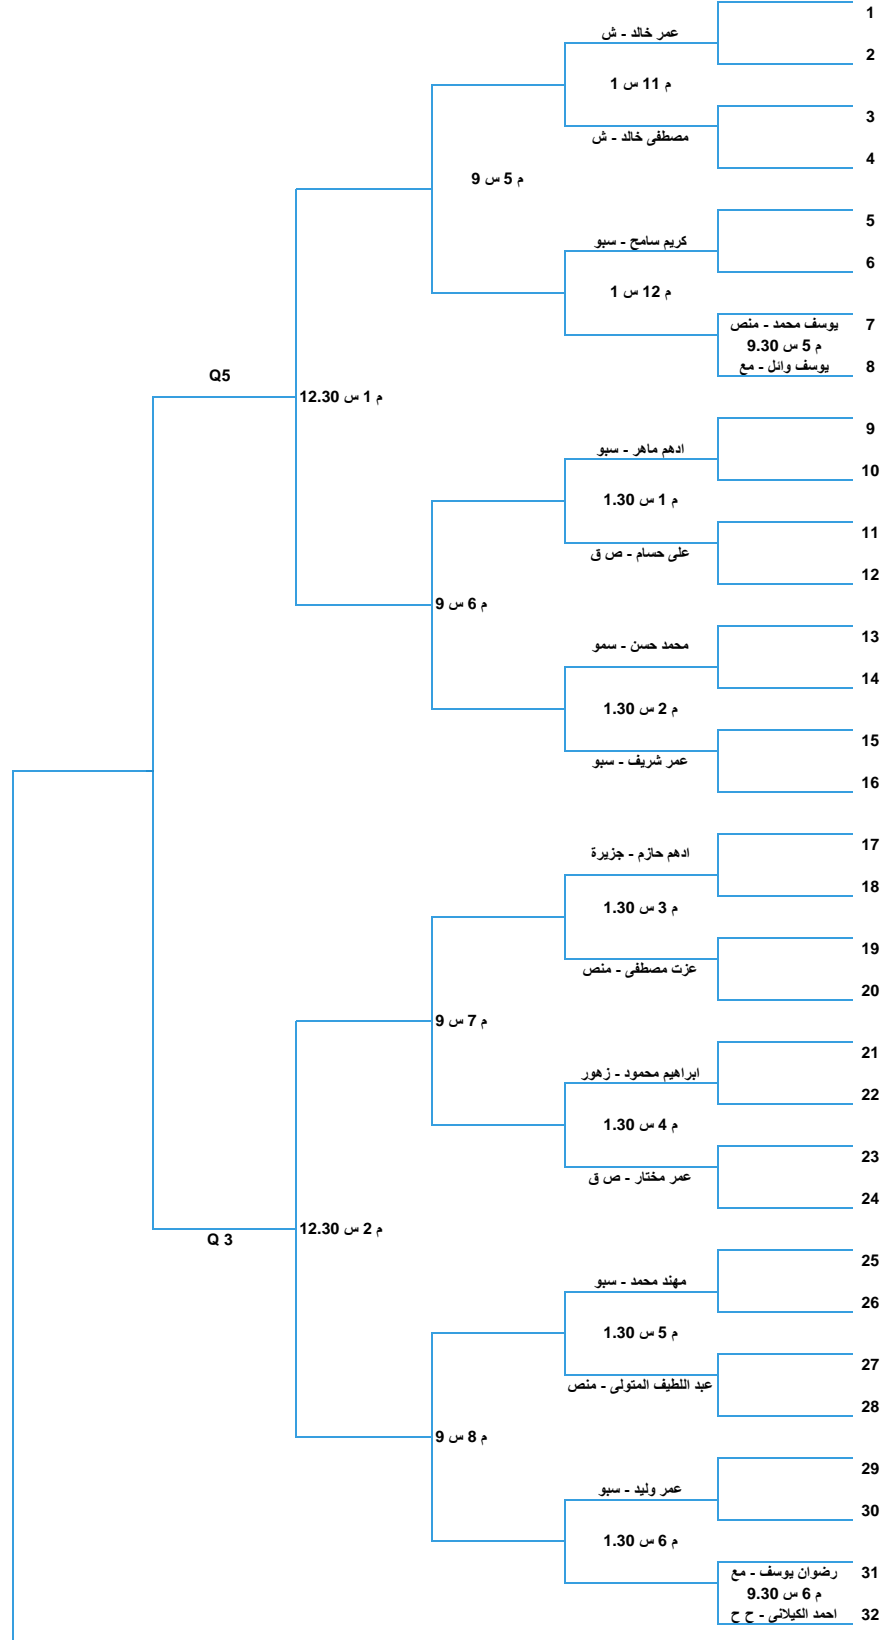 1
عمر خالد - ش
2
م 11 س 1
3
مصطفى خالد - ش
4
م 5 س 9
5
كريم سامح - سبو
6
م 12 س 1
7
يوسف محمد - منص
م 5 س 9.30
8
يوسف وائل - مع
Q5
م 1 س 12.30
9
ادهم ماهر - سبو
10
م 1 س 1.30
11
على حسام - ص ق
12
م 6 س 9
13
محمد حسن - سمو
14
م 2 س 1.30
15
عمر شريف - سبو
16
17
ادهم حازم - جزيرة
18
م 3 س 1.30
19
عزت مصطفى - منص
20
م 7 س 9
21
ابراهيم محمود - زهور
22
م 4 س 1.30
23
عمر مختار - ص ق
24
م 2 س 12.30
Q 3
25
مهند محمد - سبو
26
م 5 س 1.30
27
عبد اللطيف المتولى - منص
28
م 8 س 9
29
عمر وليد - سبو
30
م 6 س 1.30
31
رضوان يوسف - مع
م 6 س 9.30
32
احمد الكيلانى - ح ح